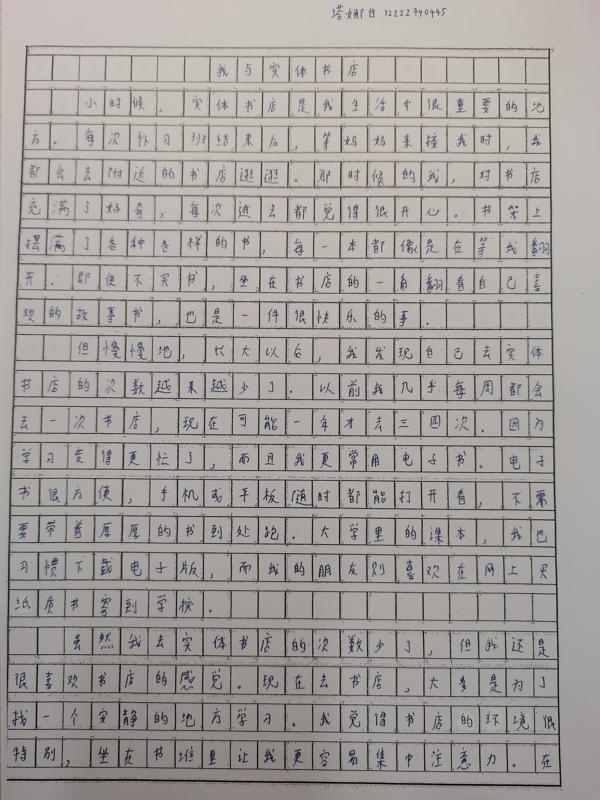 塔娜哲 12222740445
我与实体书店
小时候，实体书店是我生活中很重要的地
方。每次补习班结束后，等妈妈来接我时，我
都会去附近的书店逛逛。那时候的我，对书店
充满了好奇，每次进去都觉得很开心。书架上
摆满了各种各样的书，每一本都像是在等我翻
开。即使不买书，坐在书店的一角翻看自己喜
欢的故事书，也是一件很快乐的事。
但慢慢地，长大以后，我发现自己去实体
书店的次数越来越少了。以前我几乎每周都会
去一次书店，现在可能一年才去三四次。因为
学习变得更忙了，而且我更常用电子书。电子
书很方便，手机或平板随时都能打开看，不需
要带着厚厚的书到处跑。大学里的课本，我也
习惯下载电子版，而我的朋友则喜欢在网上买
纸质书寄到学校。
虽然我去实体书店的次数少了，但我还是
很喜欢书店的感觉。现在去书店，大多是为了
找一个安静的地方学习。我觉得书店的环境很
特别，坐在书堆里让我更容易集中注意力。在